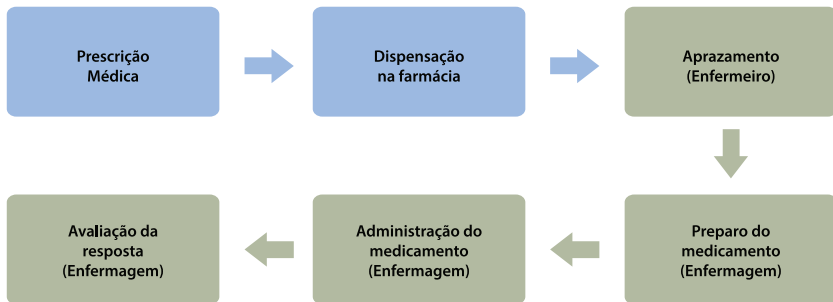 Prescrição
Médica
Dispensação
na farmácia
Aprazamento
(Enfermeiro)
Preparo do
medicamento
(Enfermagem)
Administração do
medicamento
(Enfermagem)
Avaliação da
resposta
(Enfermagem)